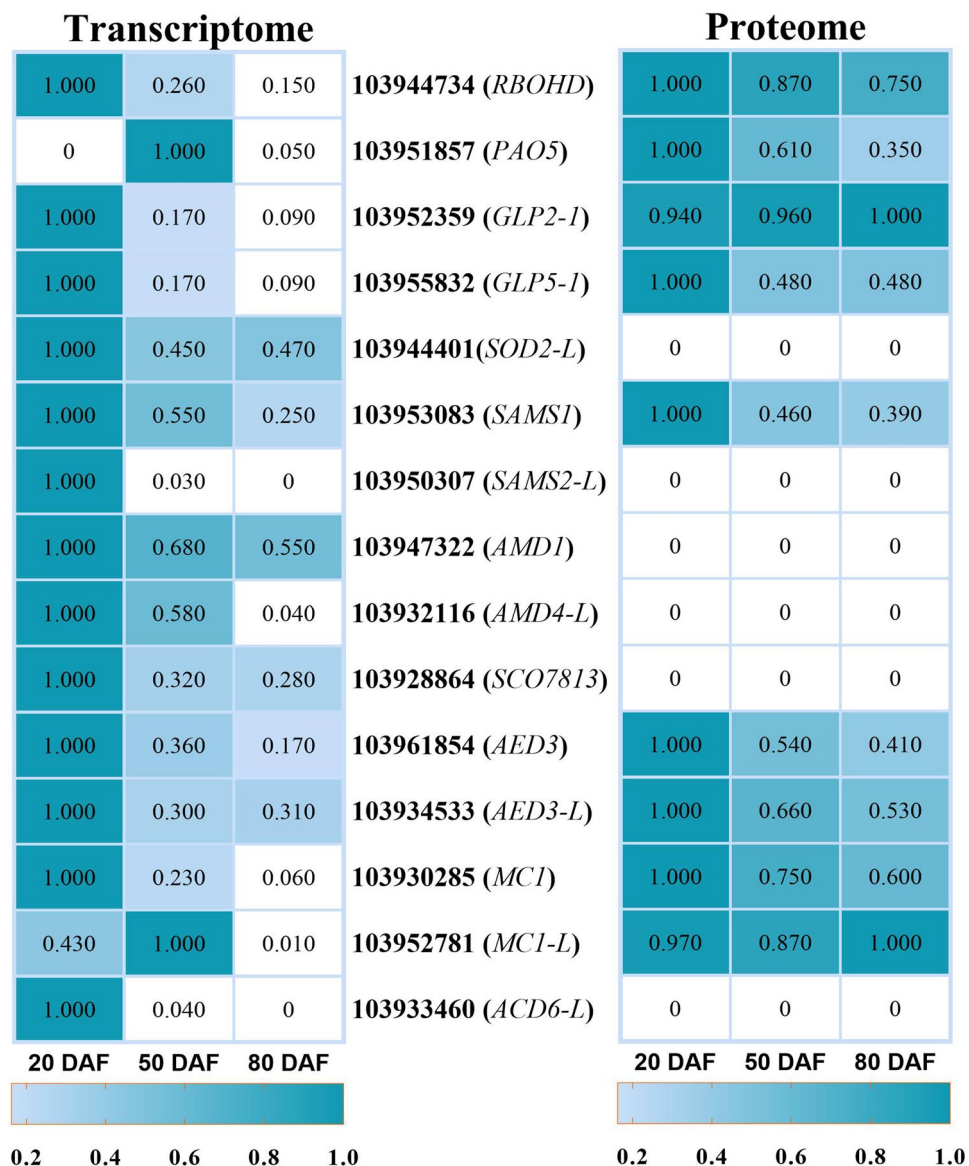 Transcriptome Proteome
1.000 0.260 0.150 103944734 (RBOHD) 1.000 0.870 0.750
0 1.000 0.050 103951857 (PAO5) 1.000 0.610 0.350
1.000 0.170 0.090 103952359 (GLP2-1) 0.940 0.960 1.000
1.000 0.170 0.090 103955832 (GLP5-1) 1.000 0.480 0.480
1.000 0.450 0.470 103944401(SOD2-L) 0 0 0
1.000 0.550 0.250 103953083 (SAMS1) 1.000 0.460 0.390
1.000 0.030 0 103950307 (SAMS2-L) 0 0 0
1.000 0.680 0.550 103947322 (AMD1) 0 0 0
1.000 0.580 0.040 103932116 (AMD4-L) 0 0 0
1.000 0.320 0.280 103928864 (SCO7813) 0 0 0
1.000 0.360 0.170 103961854 (AED3) 1.000 0.540 0.410
1.000 0.300 0.310 103934533 (AED3-L) 1.000 0.660 0.530
1.000 0.230 0.060 103930285 (MC1) 1.000 0.750 0.600
0.430 1.000 0.010 103952781 (MC1-L) 0.970 0.870 1.000
1.000 0.040 0 103933460 (ACD6-L) 0 0 0
20 DAF 50 DAF 80 DAF 20 DAF 50 DAF 80 DAF
0.2 0.4 0.6 0.8 1.0 0.2 0.4 0.6 0.8 1.0